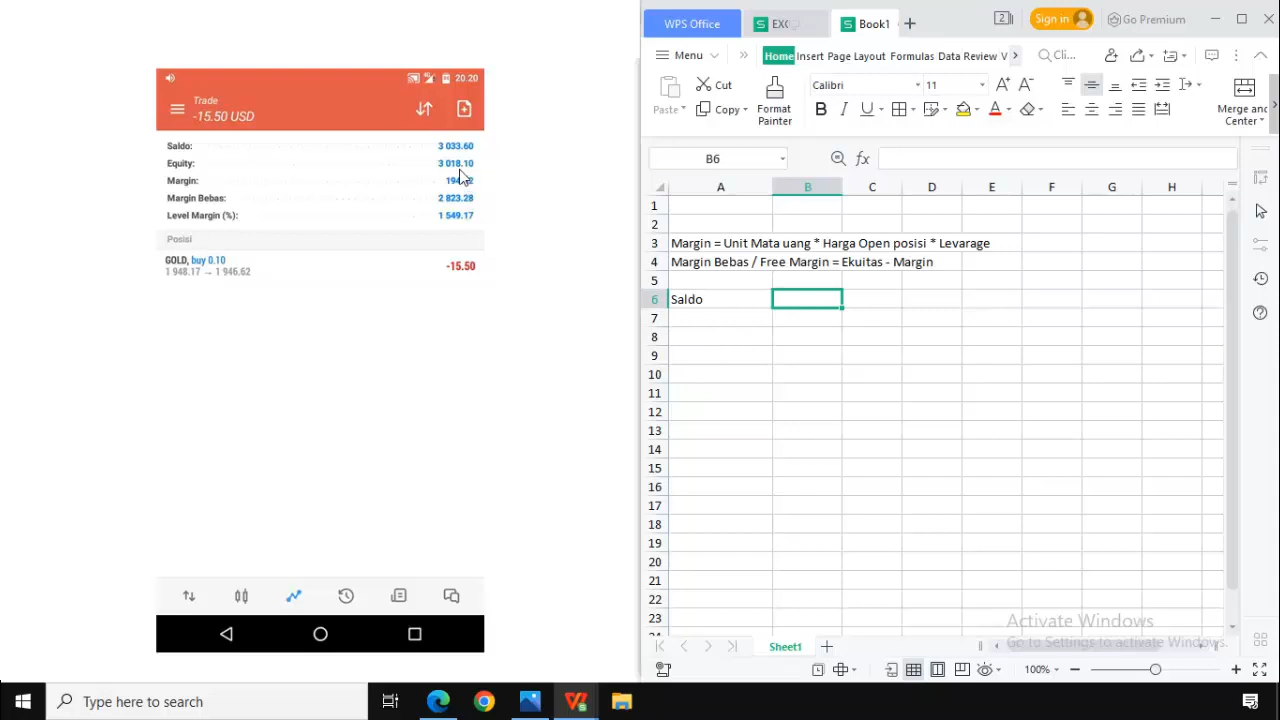 20.20
Trade
-15.50 USD
Saldo: 3 033.60
Equity: 3 018.10
Margin:
Margin Bebas: 2 823.28
Level Margin (%): 1 549.17
Posisi
GOLD, buy 0.10
1 948.17 → 1 946.62
-15.50
WPS Office
EXC
Book1
Sign in
Go Premium
Menu
Home Insert Page Layout Formulas Data Review V
Cli...
Paste
Cut
Copy
Format
Painter
Calibri
11
Merge and
Center
B6
fx
A B C D E F G H
1
2
3 Margin = Unit Mata uang * Harga Open posisi * Levarage
4 Margin Bebas / Free Margin = Ekuitas - Margin
5
6 Saldo
7
8
9
10
11
12
13
14
15
16
17
18
19
20
21
22
23
24
Activate Windows
Go to Settings to activate Windows.
Sheet1
100%
Type here to search